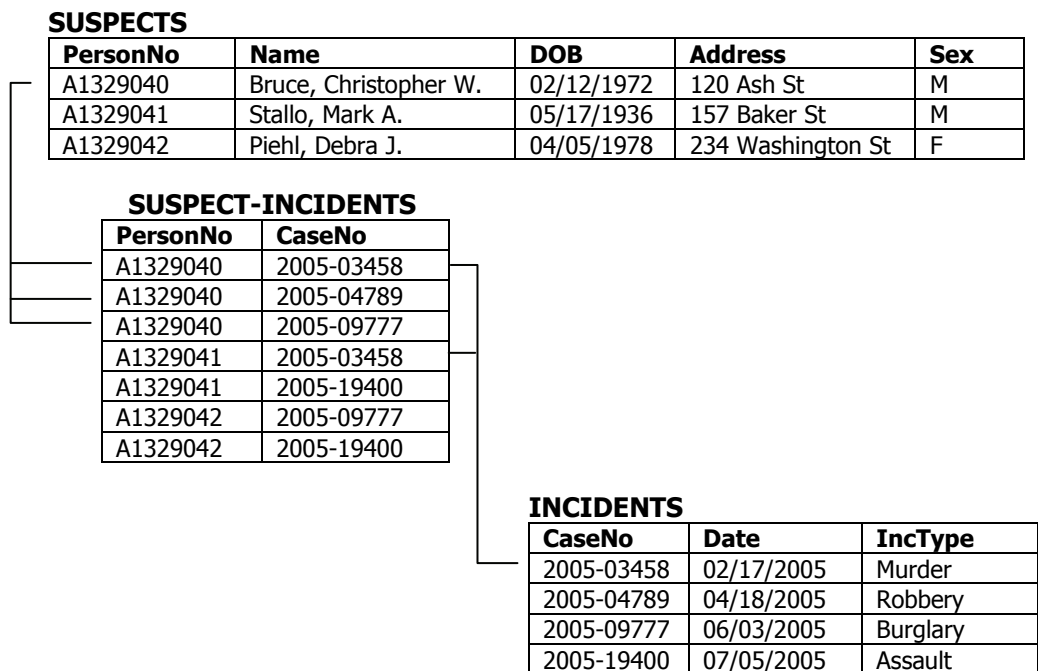 SUSPECTS
PersonNo Name DOB Address Sex
A1329040 Bruce, Christopher W. 02/12/1972 120 Ash St M
A1329041 Stallo, Mark A. 05/17/1936 157 Baker St M
A1329042 Piehl, Debra J. 04/05/1978 234 Washington St F
SUSPECT-INCIDENTS
PersonNo CaseNo
A1329040 2005-03458
A1329040 2005-04789
A1329040 2005-09777
A1329041 2005-03458
A1329041 2005-19400
A1329042 2005-09777
A1329042 2005-19400
INCIDENTS
CaseNo Date IncType
2005-03458 02/17/2005 Murder
2005-04789 04/18/2005 Robbery
2005-09777 06/03/2005 Burglary
2005-19400 07/05/2005 Assault